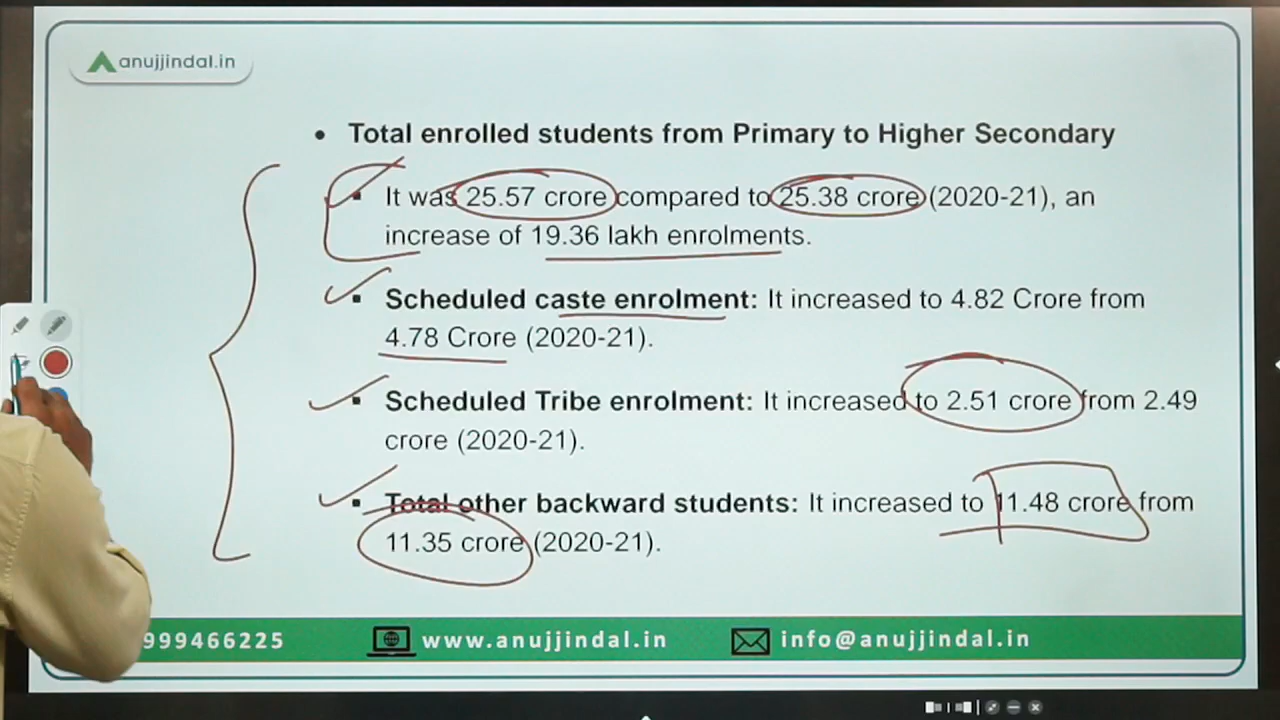 anujjindal.in
• Total enrolled students from Primary to Higher Secondary
▪ It was 25.57 crore compared to 25.38 crore (2020-21), an
increase of 19.36 lakh enrolments.
▪ Scheduled caste enrolment: It increased to 4.82 Crore from
4.78 Crore (2020-21).
▪ Scheduled Tribe enrolment: It increased to 2.51 crore from 2.49
crore (2020-21).
▪ Total other backward students: It increased to 11.48 crore from
11.35 crore (2020-21).
999466225 www.anujjindal.in info@anujjindal.in